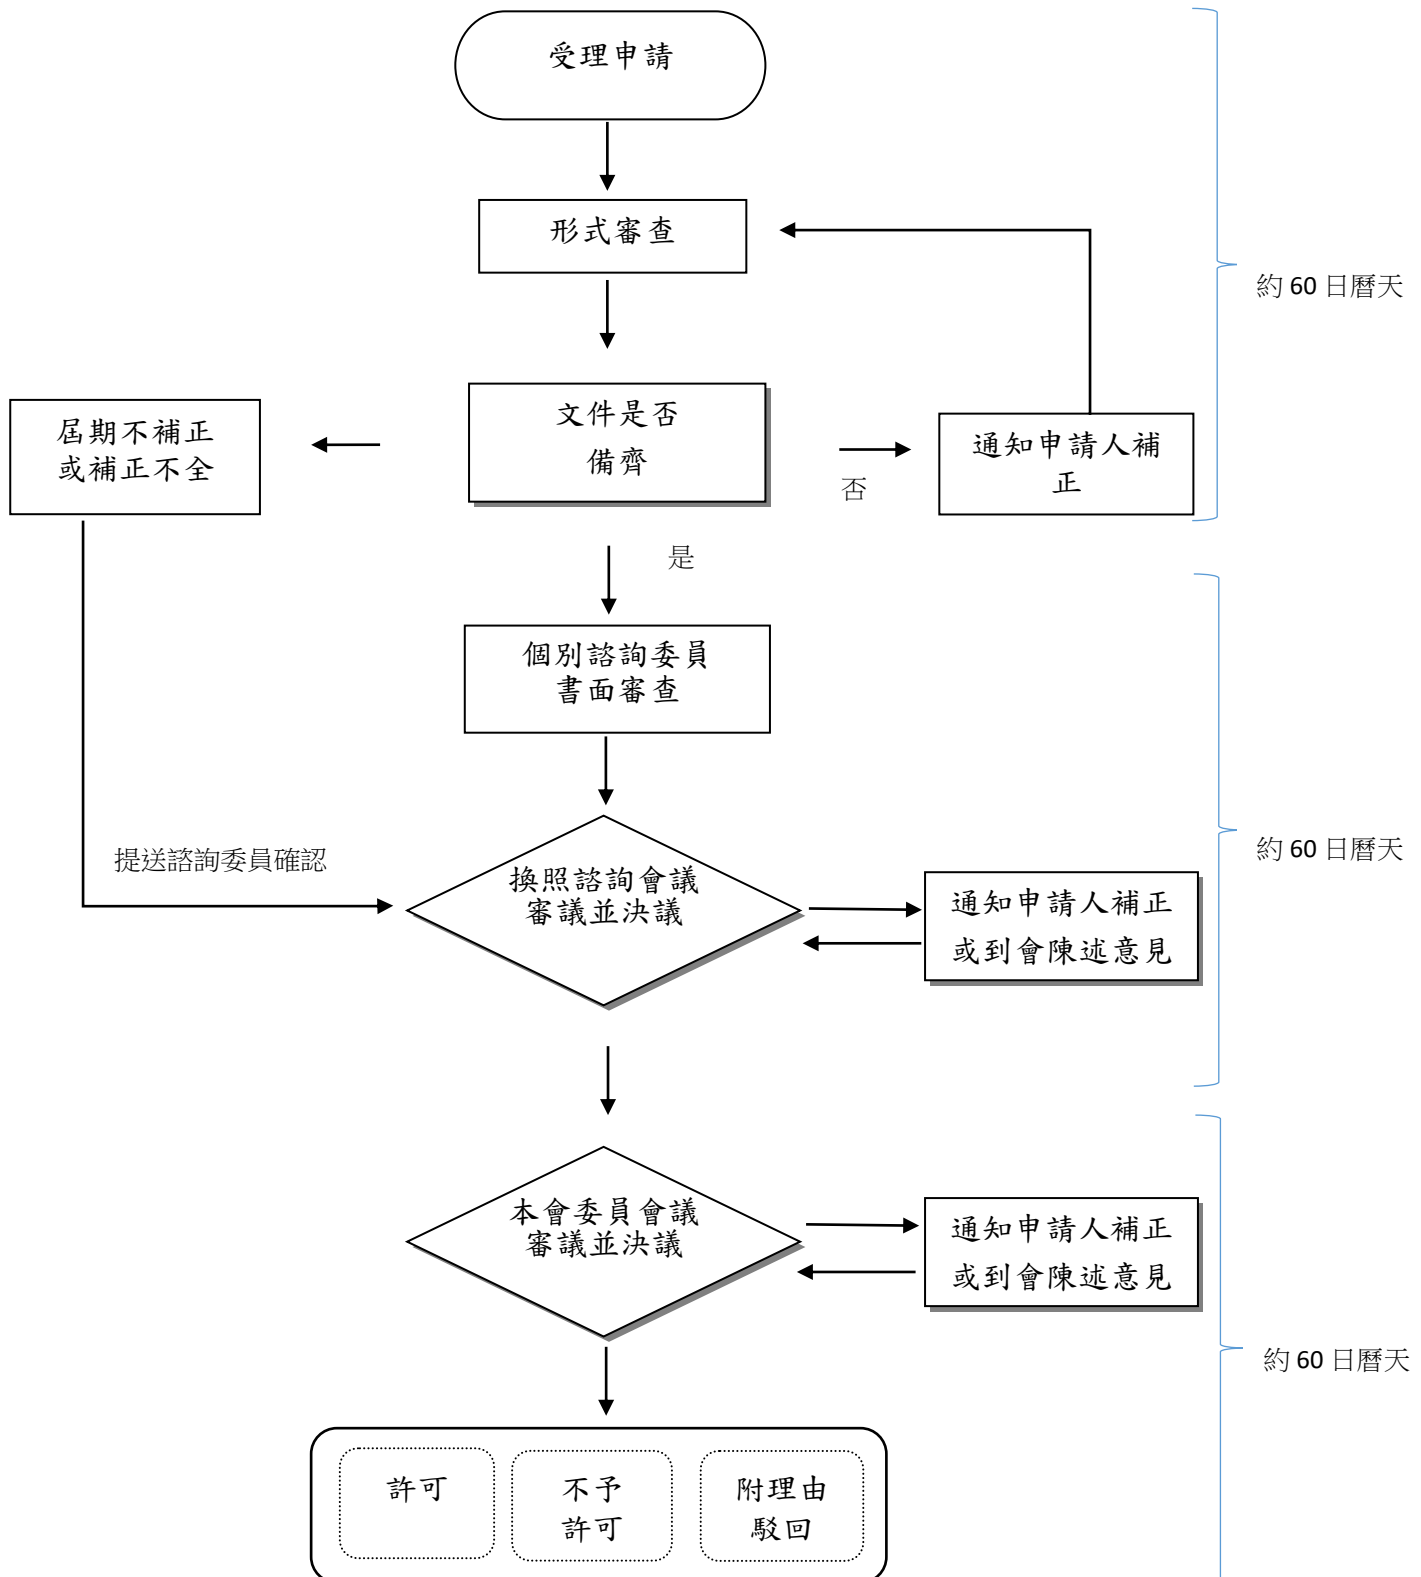 受理申請
形式審查
約 60 日曆天
文件是否
備齊
屆期不補正
或補正不全
通知申請人補
正
否
是
個別諮詢委員
書面審查
約 60 日曆天
提送諮詢委員確認
換照諮詢會議
審議並決議
通知申請人補正
或到會陳述意見
本會委員會議
審議並決議
通知申請人補正
或到會陳述意見
約 60 日曆天
許可
不予
許可
附理由
駁回